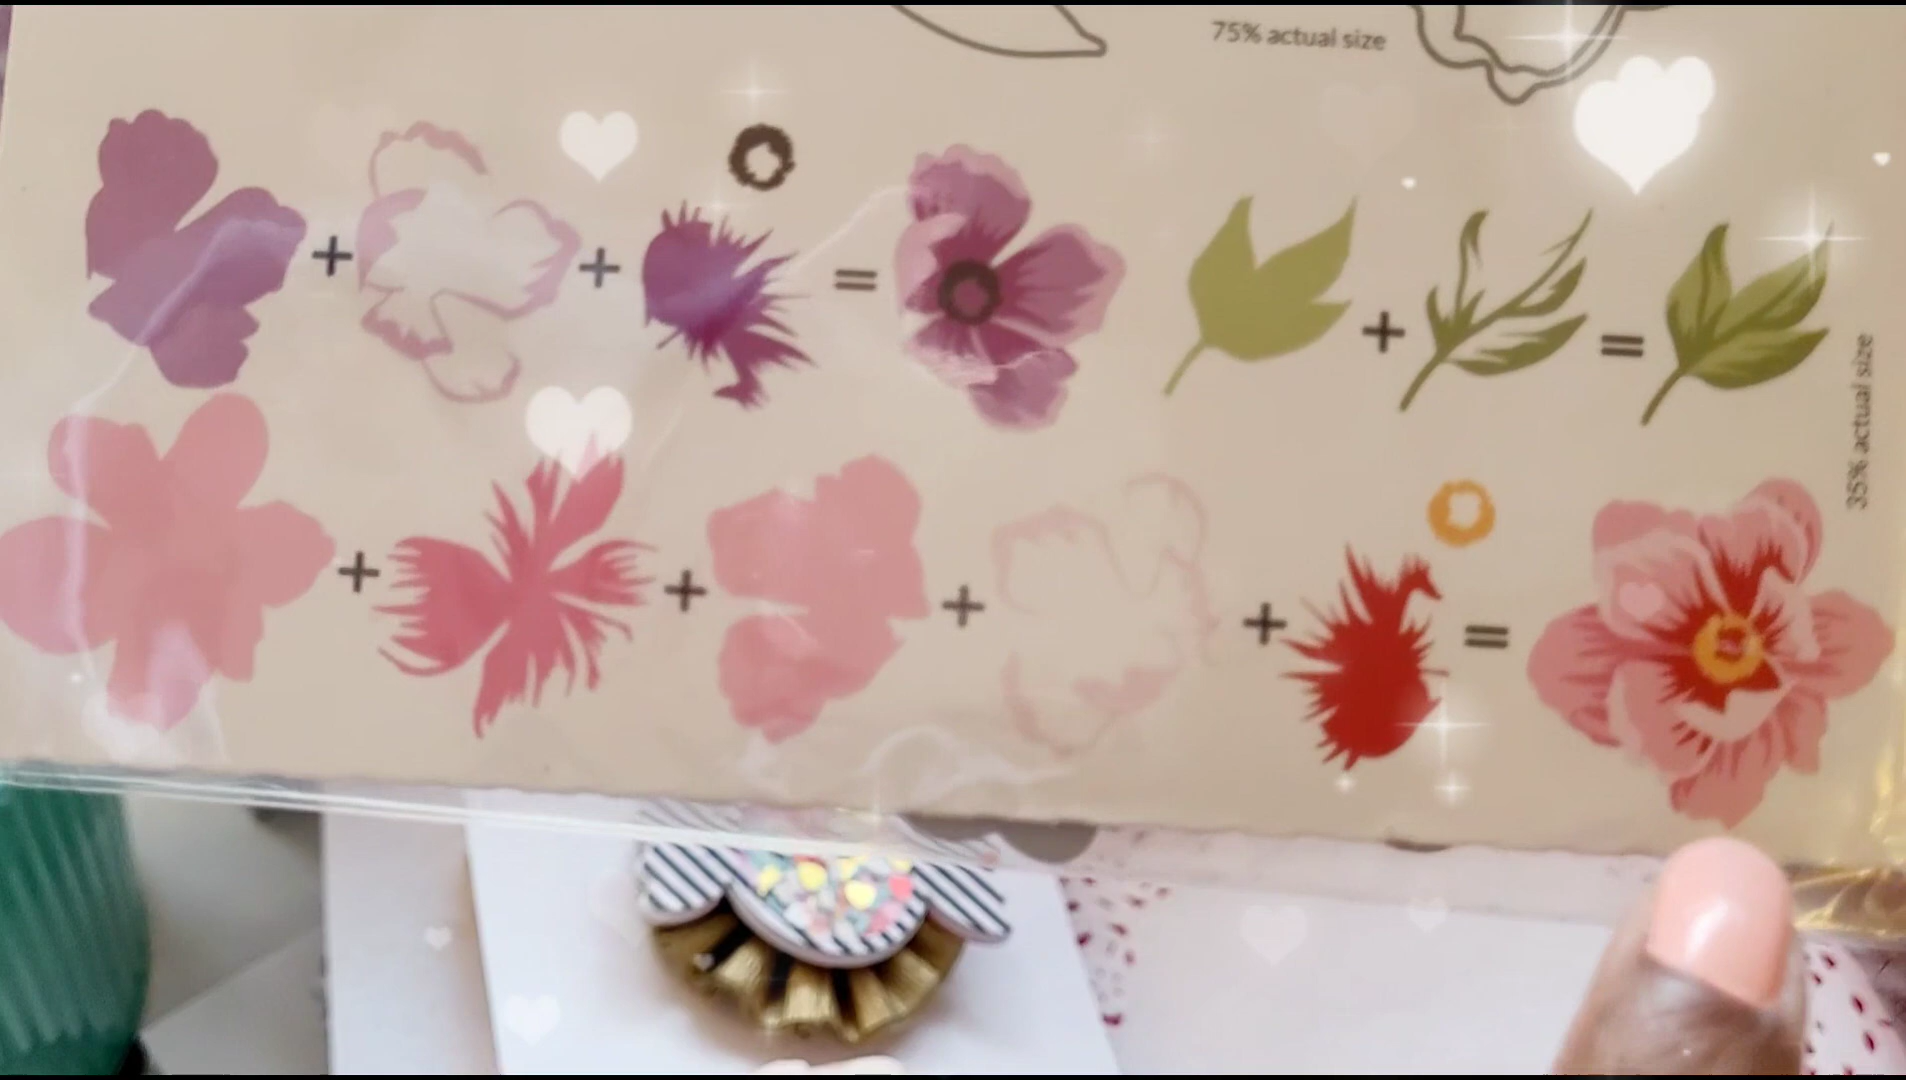 75% actual size
+ + =
+ =
35% actual size
+ + + + =